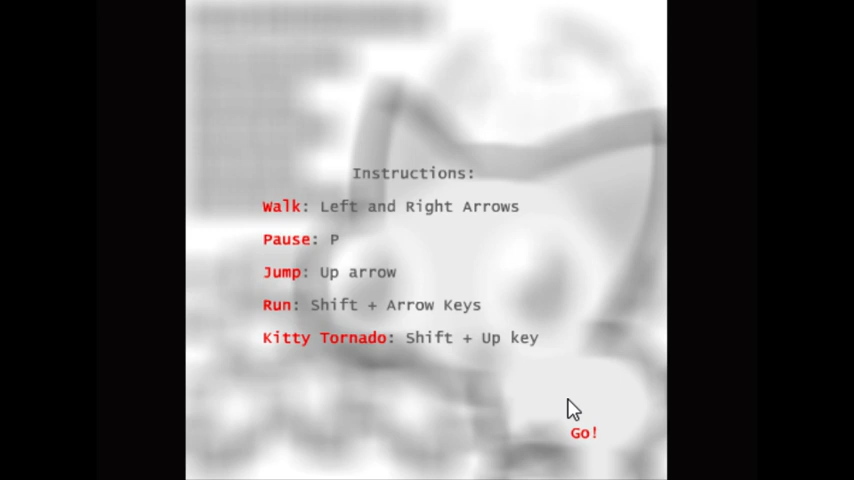 Instructions:
Walk: Left and Right Arrows
Pause: P
Jump: Up arrow
Run: Shift + Arrow Keys
Kitty Tornado: Shift + Up key
Go!